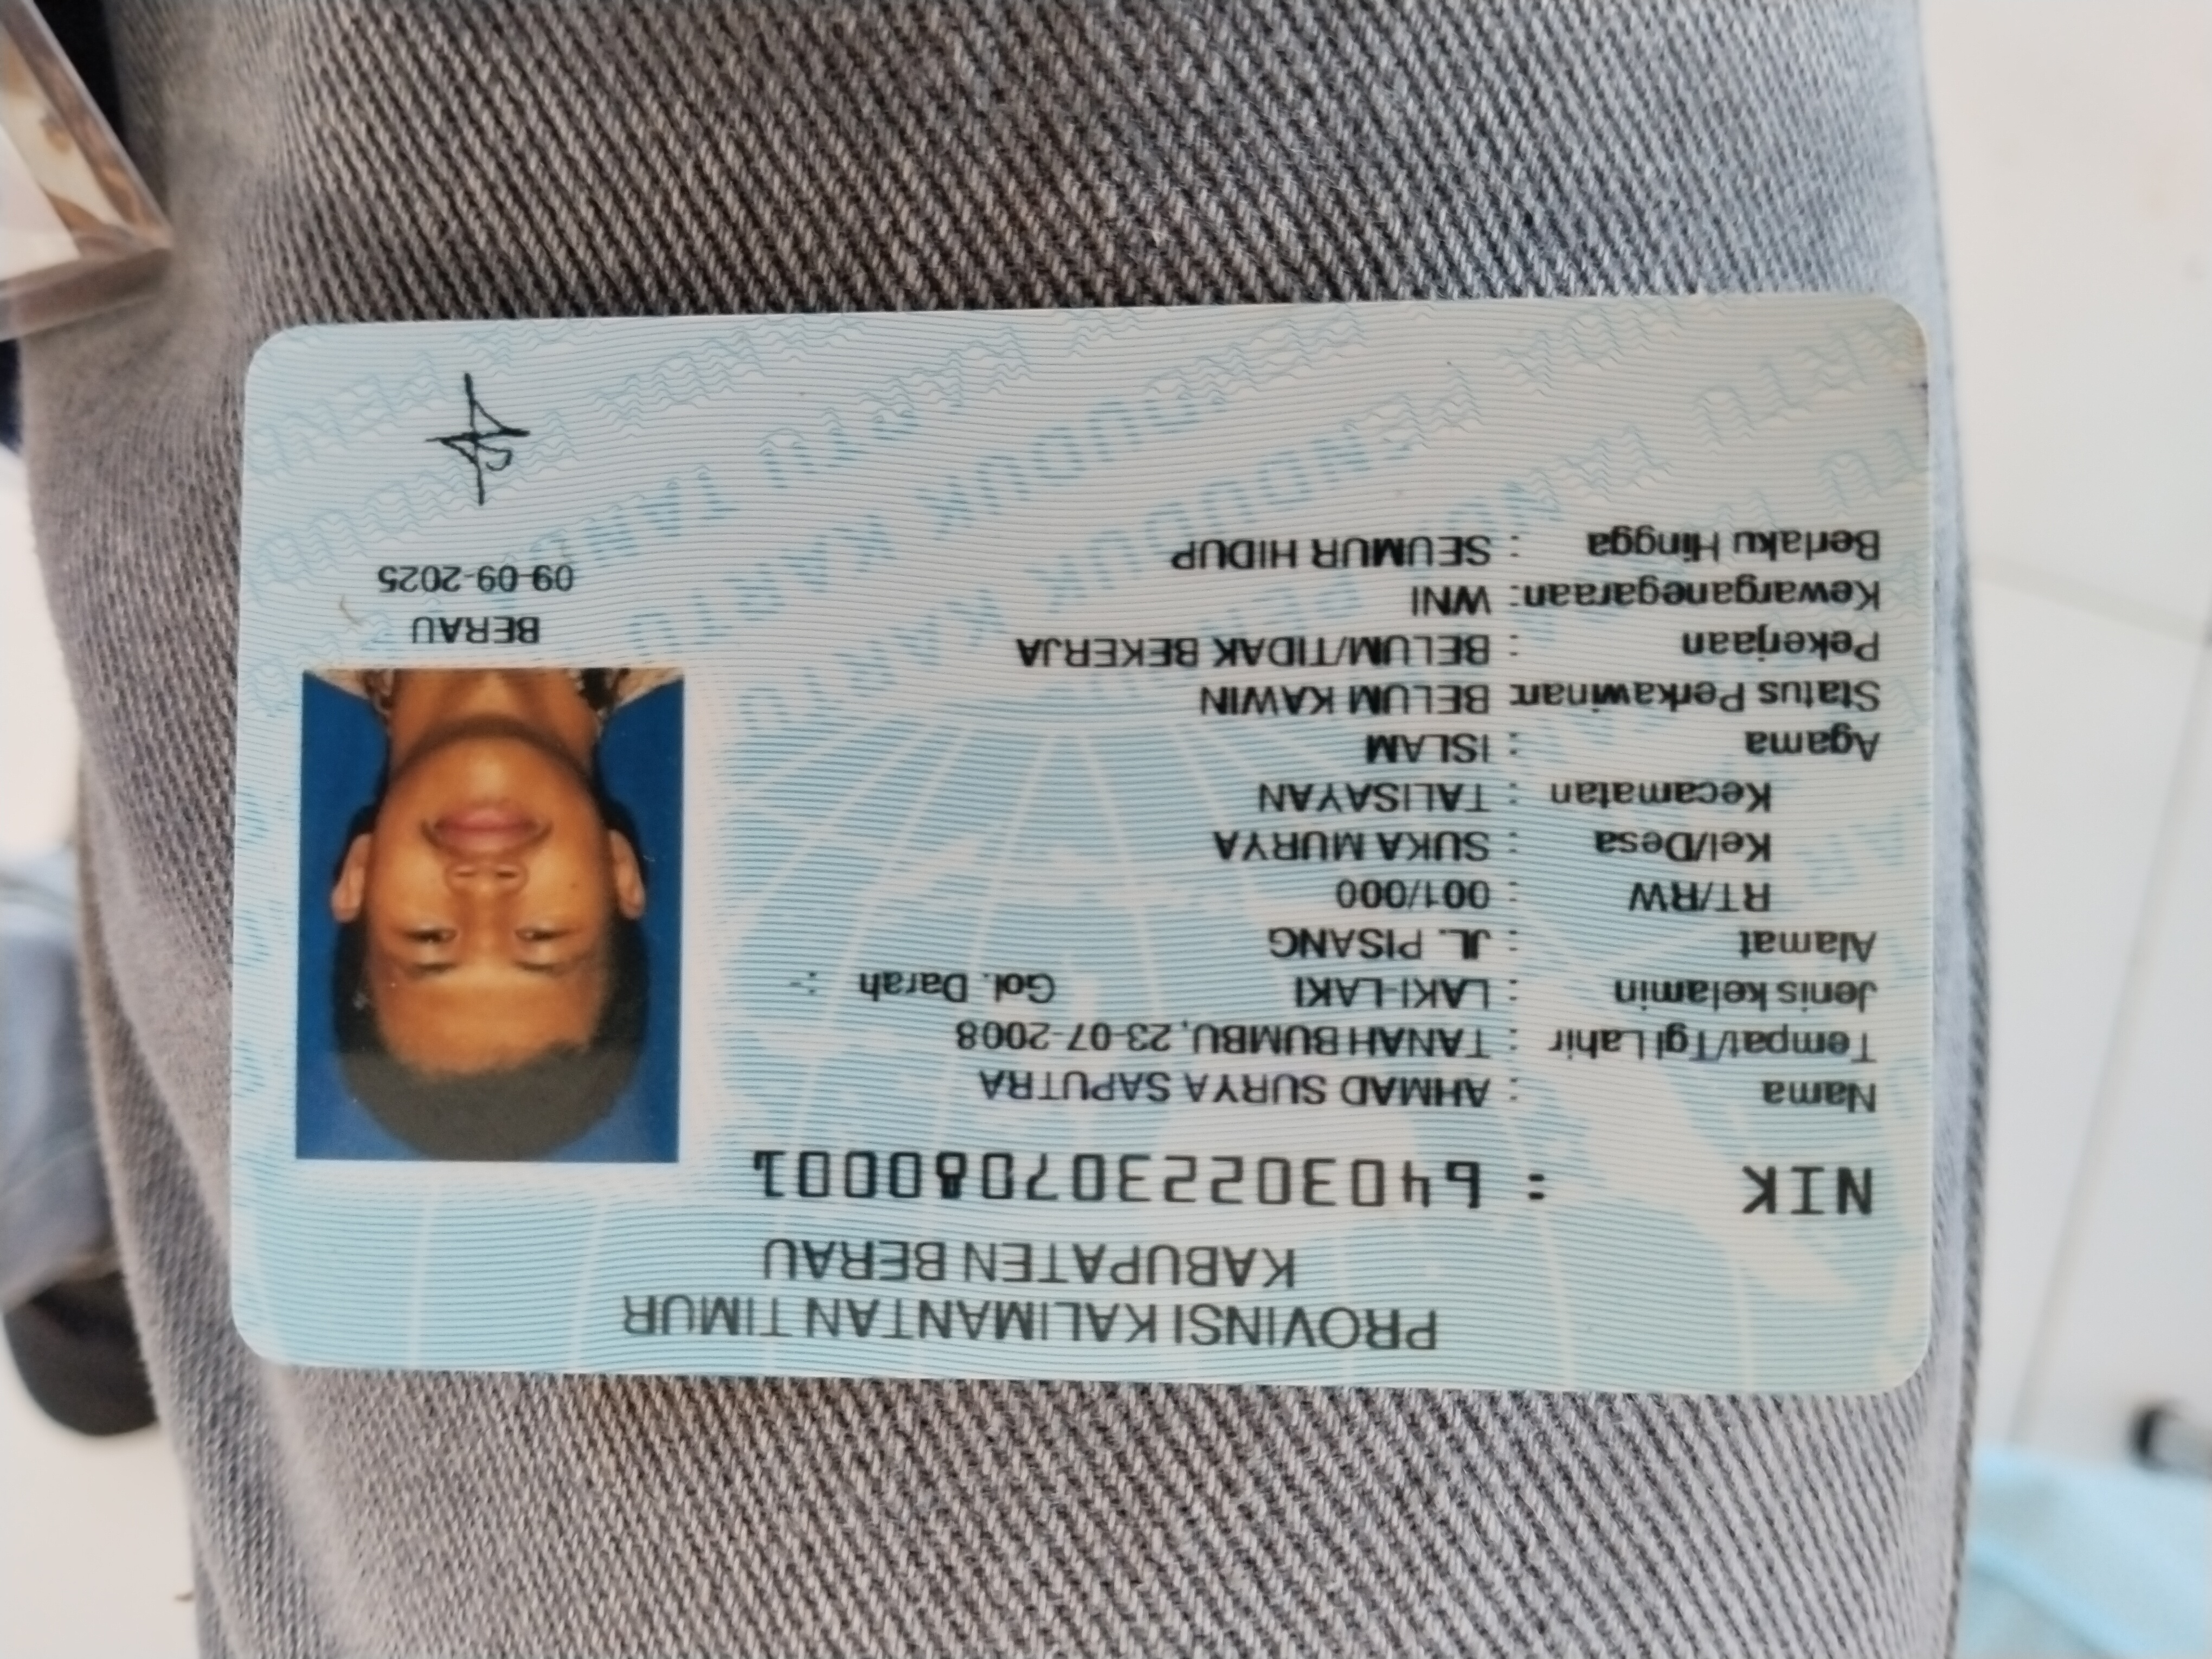 PROVINSI KALIMANTAN TIMUR
KABUPATEN BERAU
NIK : 6403022307080001
Nama : AHMAD SURYA SAPUTRA
Tempat/Tgl Lahir : TANAH BUMBU, 23-07-2008
Jenis kelamin : LAKI-LAKI Gol. Darah : -
Alamat : JL. PISANG
RT/RW : 001/000
Kel/Desa : SUKA MURYA
Kecamatan : TALISAYAN
Agama : ISLAM
Status Perkawinan: BELUM KAWIN
Pekerjaan : BELUM/TIDAK BEKERJA
Kewarganegaraan: WNI
Berlaku Hingga : SEUMUR HIDUP
BERAU
09-09-2025